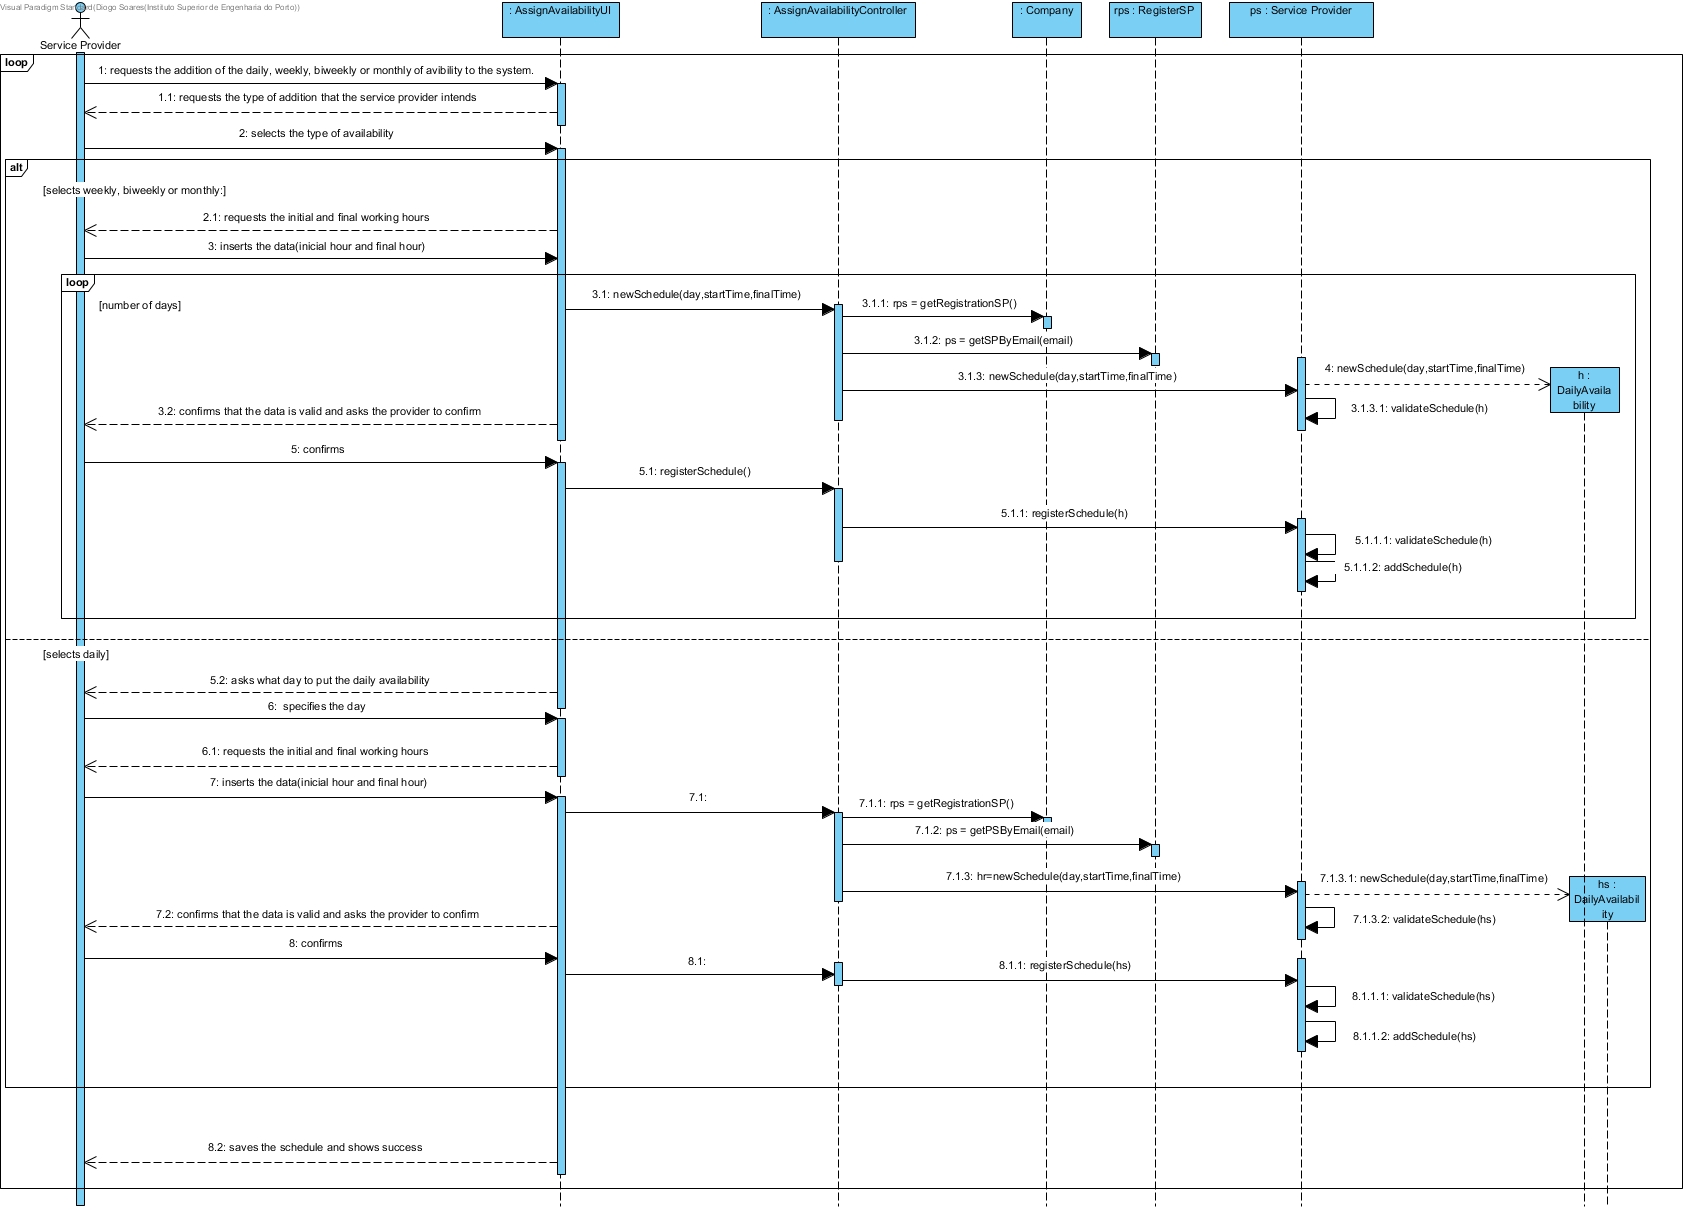 Visual Paradigm Standard(Diogo Soares(Instituto Superior de Engenharia do Porto))
: AssignAvailabilityUI
: AssignAvailabilityController
: Company
rps : RegisterSP
ps : Service Provider
Service Provider
loop
1: requests the addition of the daily, weekly, biweekly or monthly of avibility to the system.
1.1: requests the type of addition that the service provider intends
2: selects the type of availability
alt
[selects weekly, biweekly or monthly:]
2.1: requests the initial and final working hours
3: inserts the data(inicial hour and final hour)
loop
[number of days]
3.1: newSchedule(day,startTime,finalTime)
3.1.1: rps = getRegistrationSP()
3.1.2: ps = getSPByEmail(email)
3.1.3: newSchedule(day,startTime,finalTime)
4: newSchedule(day,startTime,finalTime)
h :
DailyAvaila
bility
3.1.3.1: validateSchedule(h)
3.2: confirms that the data is valid and asks the provider to confirm
5: confirms
5.1: registerSchedule()
5.1.1: registerSchedule(h)
5.1.1.1: validateSchedule(h)
5.1.1.2: addSchedule(h)
[selects daily]
5.2: asks what day to put the daily availability
6:  specifies the day
6.1: requests the initial and final working hours
7: inserts the data(inicial hour and final hour)
7.1:
7.1.1: rps = getRegistrationSP()
7.1.2: ps = getPSByEmail(email)
7.1.3: hr=newSchedule(day,startTime,finalTime)
7.1.3.1: newSchedule(day,startTime,finalTime)
hs :
DailyAvailabil
ity
7.1.3.2: validateSchedule(hs)
7.2: confirms that the data is valid and asks the provider to confirm
8: confirms
8.1:
8.1.1: registerSchedule(hs)
8.1.1.1: validateSchedule(hs)
8.1.1.2: addSchedule(hs)
8.2: saves the schedule and shows success